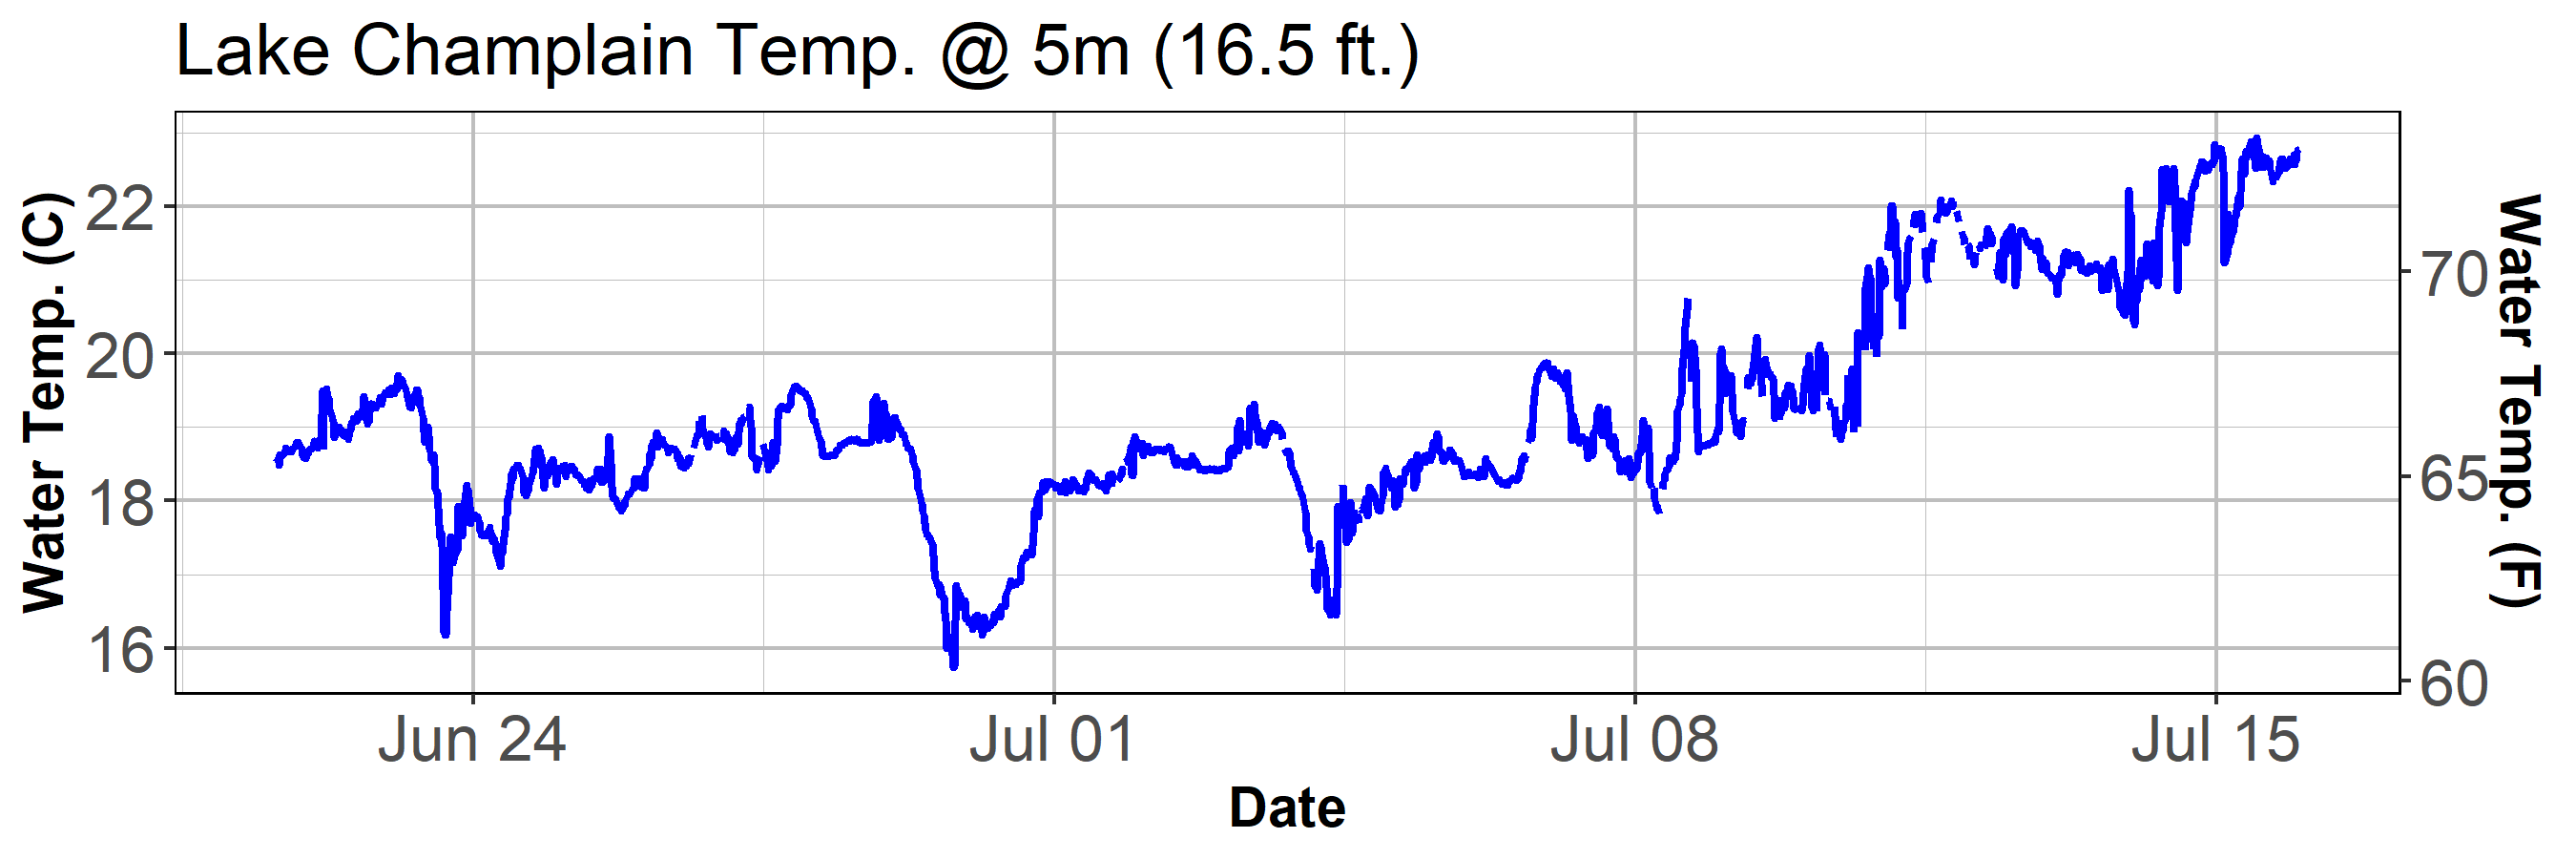 Lake Champlain Temp. @ 5m (16.5 ft.)
Water Temp. (C)
22
20
18
16
70
65
60
Water Temp. (F)
Jun 24
Jul 01
Jul 08
Jul 15
Date